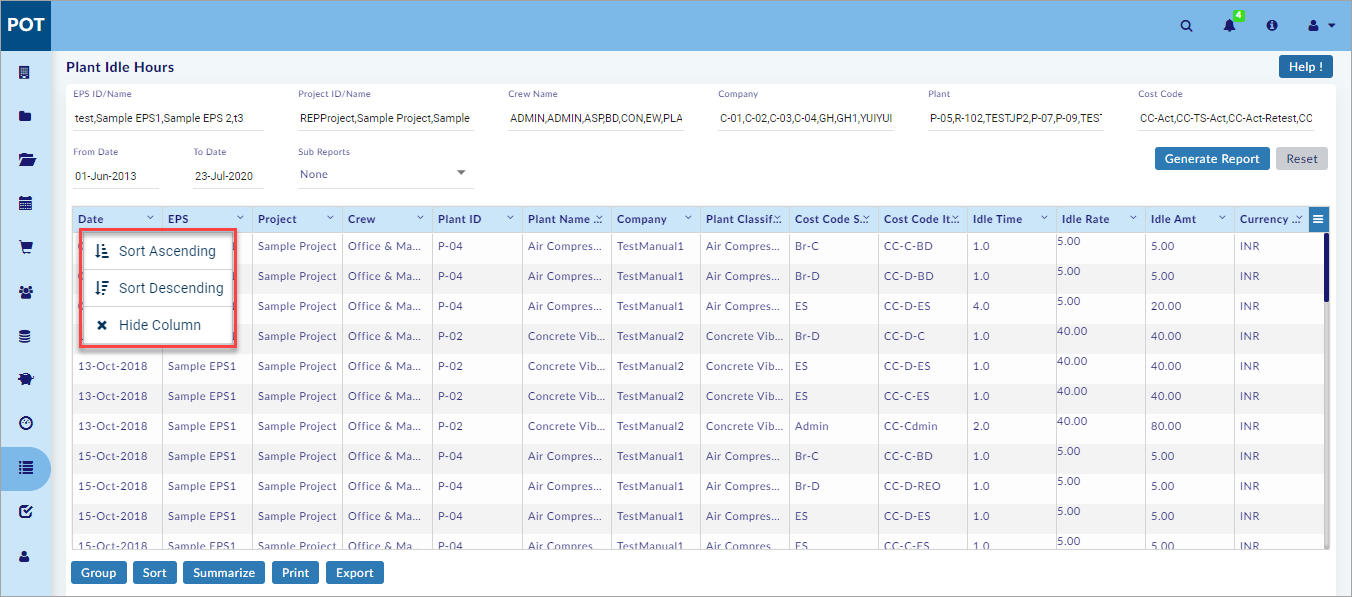 POT
4
Plant Idle Hours
Help !
EPS ID/Name Project ID/Name Crew Name Company Plant Cost Code
test,Sample EPS1,Sample EPS 2,t3 REPProject,Sample Project,Sample ADMIN,ADMIN,ASP,BD,CON,EW,PLA C-01,C-02,C-03,C-04,GH,GH1,YUIYUI P-05,R-102,TESTJP2,P-07,P-09,TES CC-Act,CC-TS-Act,CC-Act-Retest,CC
From Date To Date Sub Reports
01-Jun-2013 23-Jul-2020 None
Generate Report Reset
Date EPS Project Crew Plant ID Plant Name ... Company Plant Classif... Cost Code S... Cost Code It... Idle Time Idle Rate Idle Amt Currency ...
Sort Ascending
Sort Descending
Hide Column
Sample Project Office & Ma... P-04 Air Compres... TestManual1 Air Compres... Br-C CC-C-BD 1.0 5.00 5.00 INR
Sample Project Office & Ma... P-04 Air Compres... TestManual1 Air Compres... Br-D CC-D-BD 1.0 5.00 5.00 INR
Sample Project Office & Ma... P-04 Air Compres... TestManual1 Air Compres... ES CC-D-ES 4.0 5.00 20.00 INR
Sample Project Office & Ma... P-02 Concrete Vib... TestManual2 Concrete Vib... Br-D CC-D-C 1.0 40.00 40.00 INR
13-Oct-2018 Sample EPS1 Sample Project Office & Ma... P-02 Concrete Vib... TestManual2 Concrete Vib... ES CC-D-ES 1.0 40.00 40.00 INR
13-Oct-2018 Sample EPS1 Sample Project Office & Ma... P-02 Concrete Vib... TestManual2 Concrete Vib... ES CC-C-ES 1.0 40.00 40.00 INR
13-Oct-2018 Sample EPS1 Sample Project Office & Ma... P-02 Concrete Vib... TestManual2 Concrete Vib... Admin CC-Cdmin 2.0 40.00 80.00 INR
15-Oct-2018 Sample EPS1 Sample Project Office & Ma... P-04 Air Compres... TestManual1 Air Compres... Br-C CC-C-BD 1.0 5.00 5.00 INR
15-Oct-2018 Sample EPS1 Sample Project Office & Ma... P-04 Air Compres... TestManual1 Air Compres... Br-D CC-D-REO 1.0 5.00 5.00 INR
15-Oct-2018 Sample EPS1 Sample Project Office & Ma... P-04 Air Compres... TestManual1 Air Compres... ES CC-D-ES 1.0 5.00 5.00 INR
15-Oct-2018 Sample EPS1 Sample Project Office & Ma... P-04 Air Compres... TestManual1 Air Compres... ES CC-C-ES 1.0 5.00 5.00 INR
Group Sort Summarize Print Export